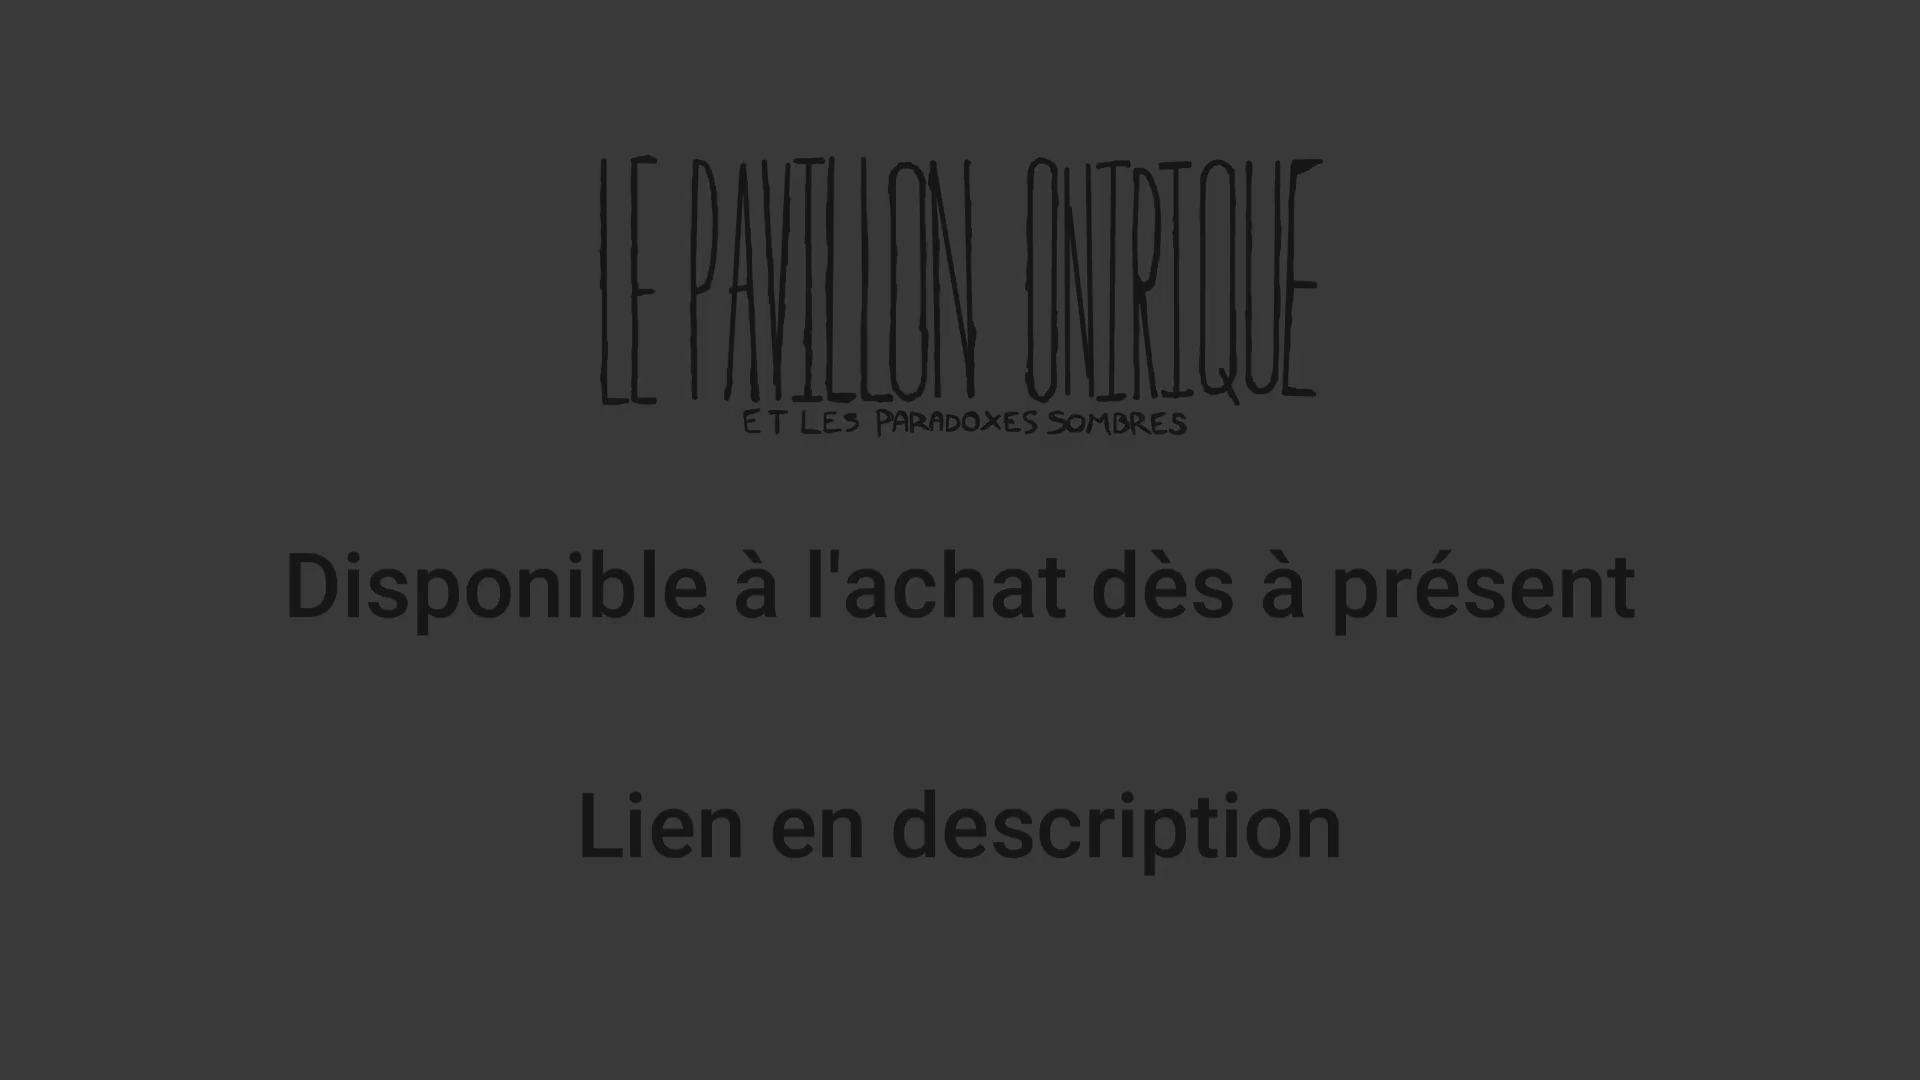 LE PAVILLON ONIRIQUE
ET LES PARADOXES SOMBRES
Disponible à l'achat dès à présent
Lien en description